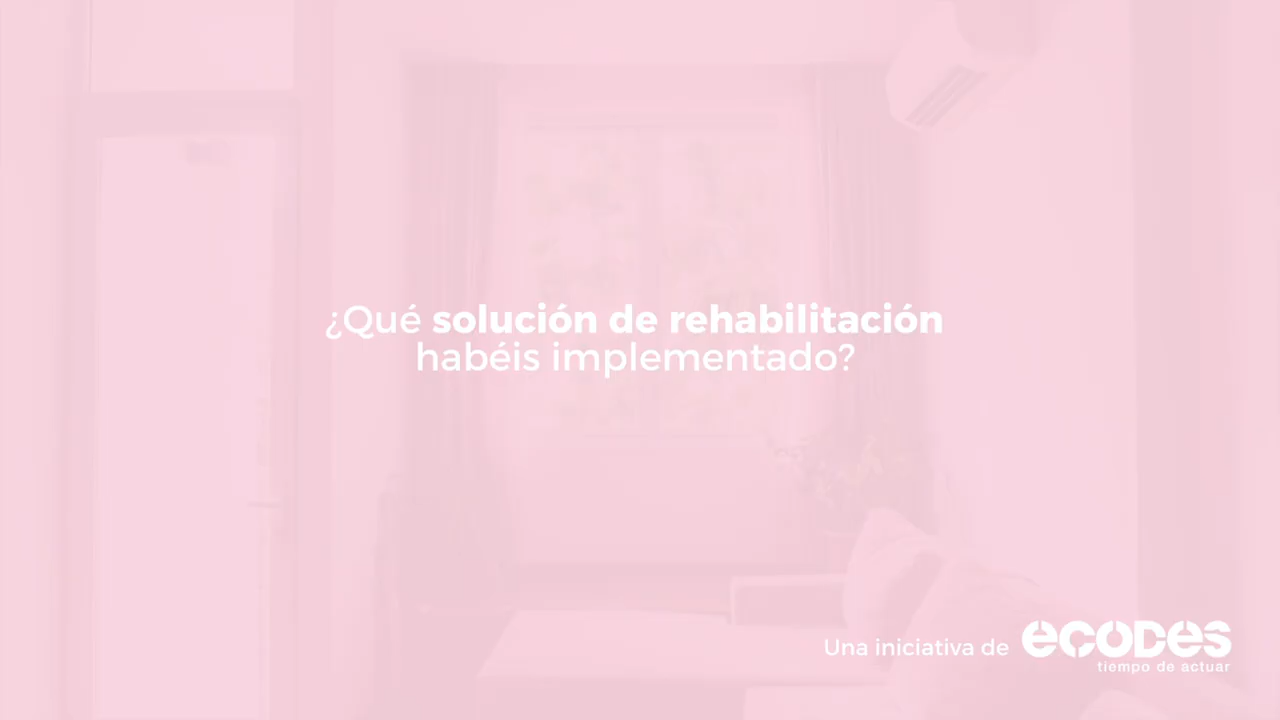 ¿Qué solución de rehabilitación
habéis implementado?
Una iniciativa de ecodes
tiempo de actuar